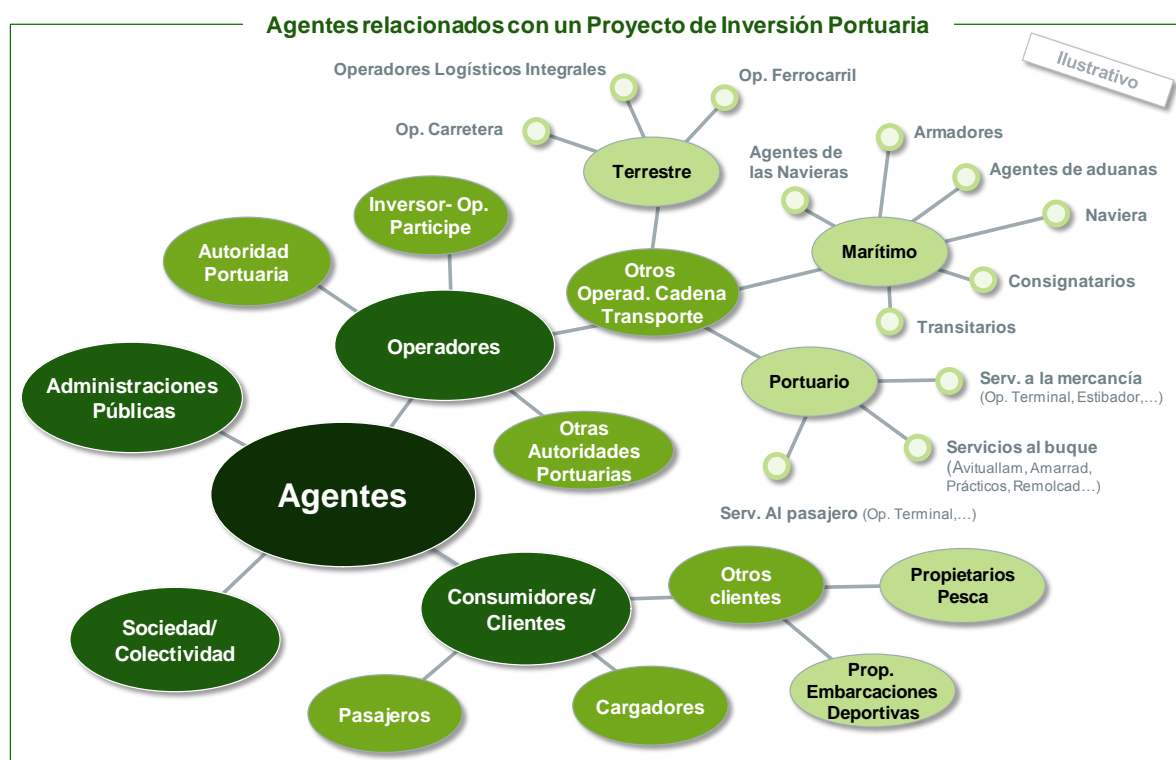 Agentes relacionados con un Proyecto de Inversión Portuaria
Ilustrativo
Operadores Logísticos Integrales
Op. Ferrocarril
Op. Carretera
Terrestre
Agentes de
las Navieras
Armadores
Agentes de aduanas
Naviera
Marítimo
Consignatarios
Transitarios
Inversor- Op.
Participe
Autoridad
Portuaria
Otros
Operad. Cadena
Transporte
Operadores
Portuario
Serv. a la mercancía
(Op. Terminal, Estibador,...)
Servicios al buque
(Avituallam, Amarrad,
Prácticos, Remolcad...)
Serv. Al pasajero (Op. Terminal,...)
Administraciones
Públicas
Otras
Autoridades
Portuarias
Agentes
Sociedad/
Colectividad
Consumidores/
Clientes
Otros
clientes
Propietarios
Pesca
Prop.
Embarcaciones
Deportivas
Pasajeros
Cargadores